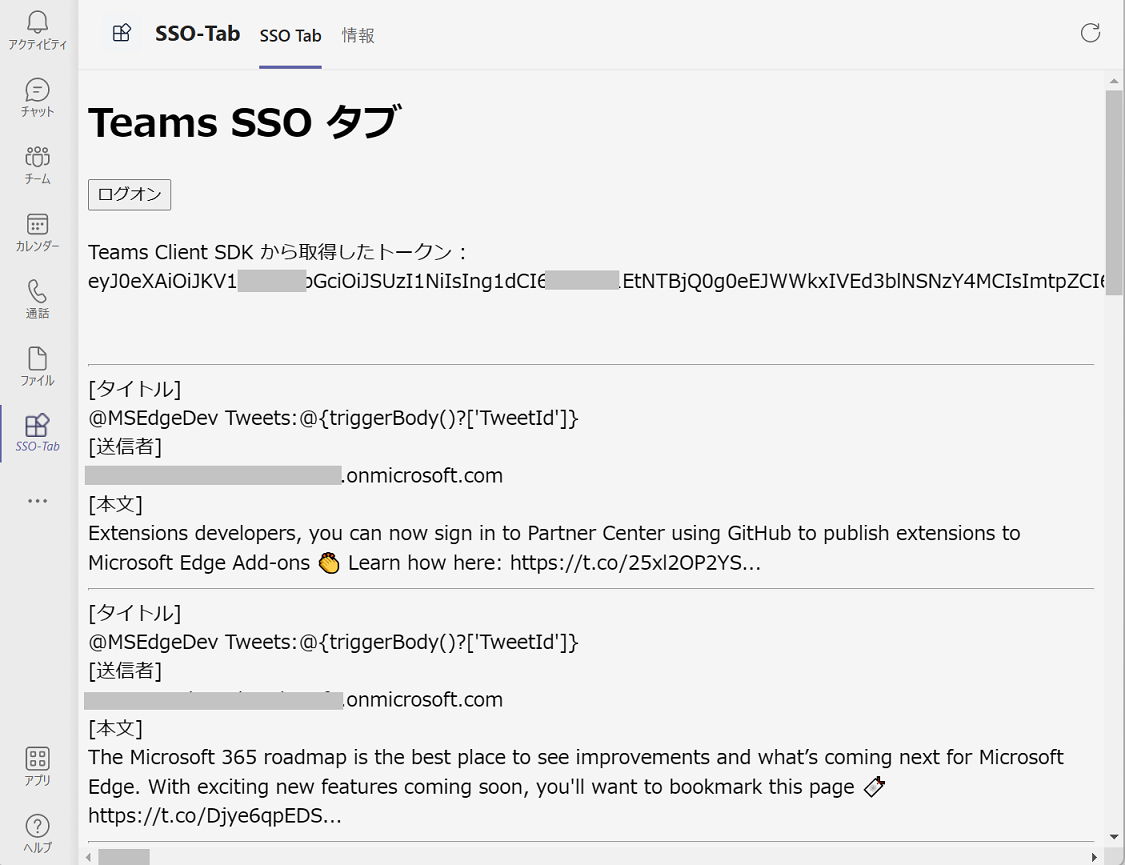 アクティビティ
チャット
チーム
カレンダー
通話
ファイル
SSO-Tab
アプリ
ヘルプ
SSO-Tab SSO Tab 情報
Teams SSO タブ
ログオン
Teams Client SDK から取得したトークン：
eyJ0eXAiOiJKV1 GciOiJSUzI1NiIsIng1dCI6 EtNTBjQ0g0eEJWWkxIVEd3blNSNzY4MCIsImtpZCI6
[タイトル]
@MSEdgeDev Tweets:@{triggerBody()?['TweetId']}
[送信者]
.onmicrosoft.com
[本文]
Extensions developers, you can now sign in to Partner Center using GitHub to publish extensions to
Microsoft Edge Add-ons 👏 Learn how here: https://t.co/25xl2OP2YS...
[タイトル]
@MSEdgeDev Tweets:@{triggerBody()?['TweetId']}
[送信者]
.onmicrosoft.com
[本文]
The Microsoft 365 roadmap is the best place to see improvements and what’s coming next for Microsoft
Edge. With exciting new features coming soon, you'll want to bookmark this page 🔖
https://t.co/Djye6qpEDS...